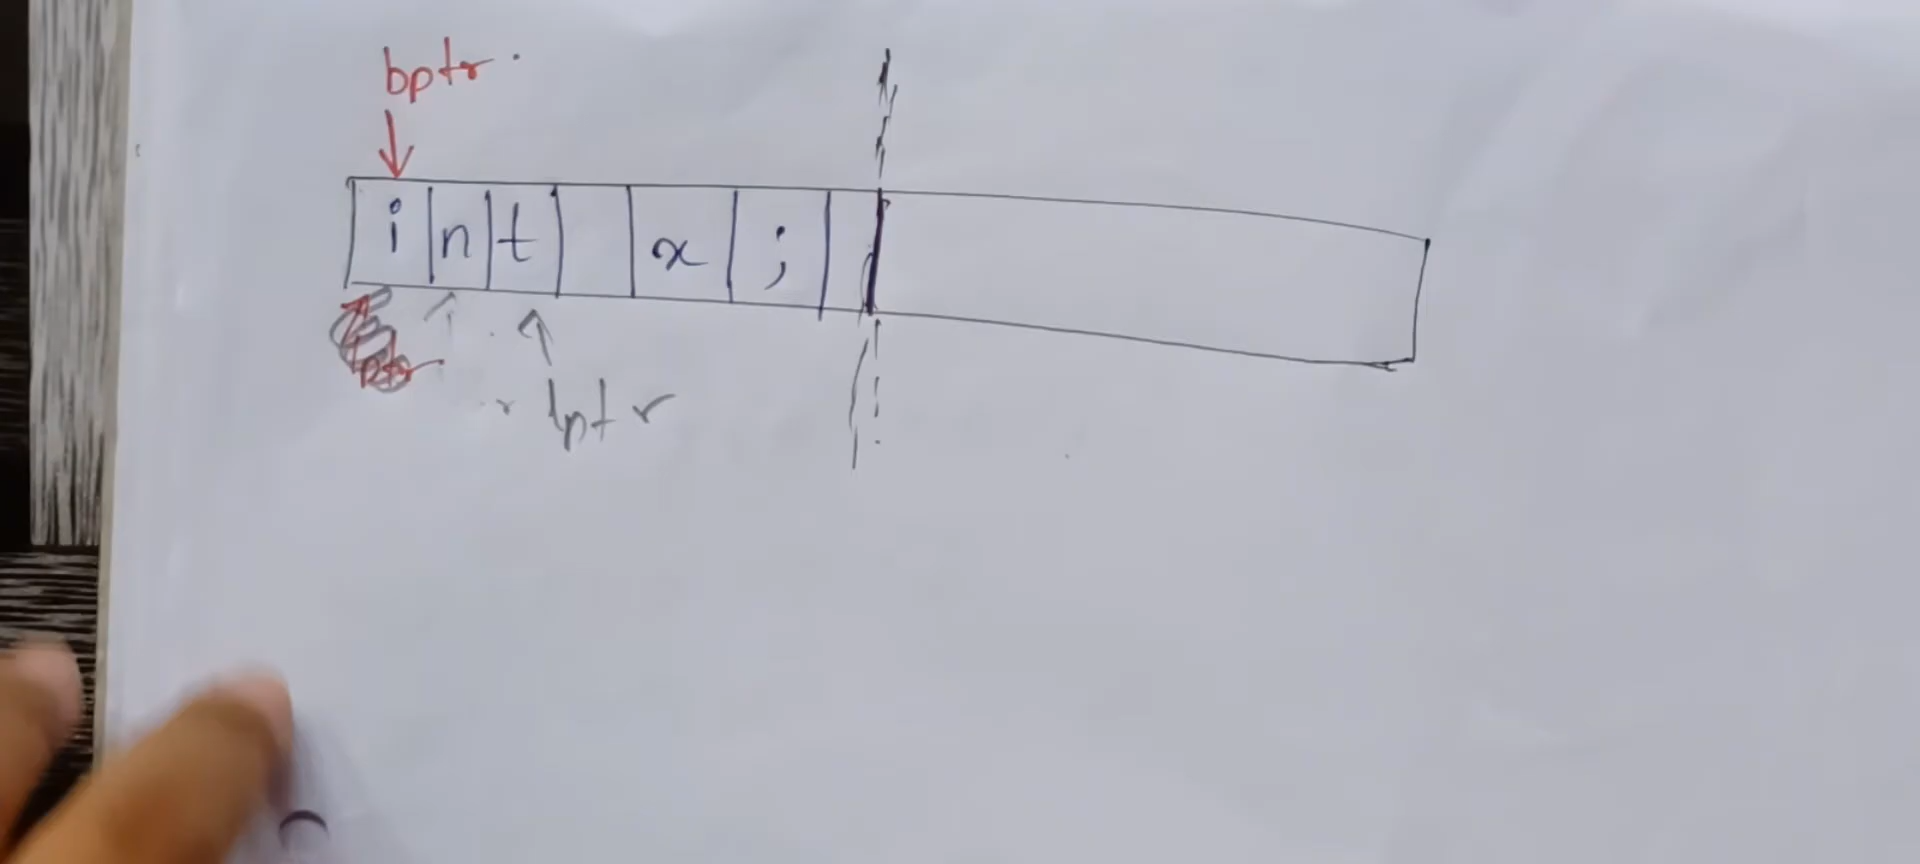 bptr
i n t x ;
lptr